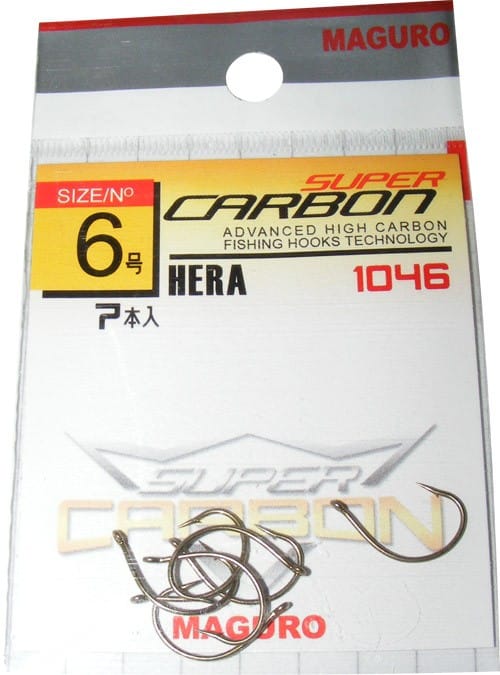 MAGURO
SIZE/Nº
6号
SUPER
CARBON
ADVANCED HIGH CARBON
FISHING HOOKS TECHNOLOGY
HERA
1046
7本入
SUPER
CARBON
MAGURO